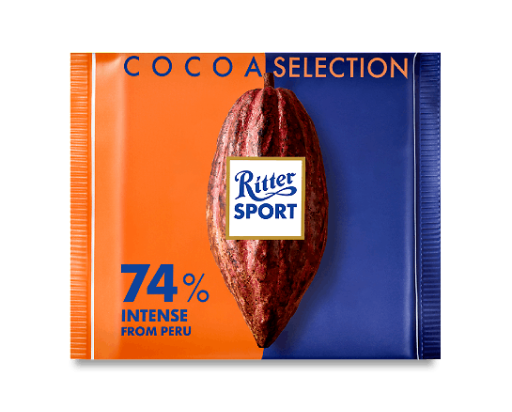 COCOA SELECTION
Ritter
SPORT
74%
INTENSE
FROM PERU